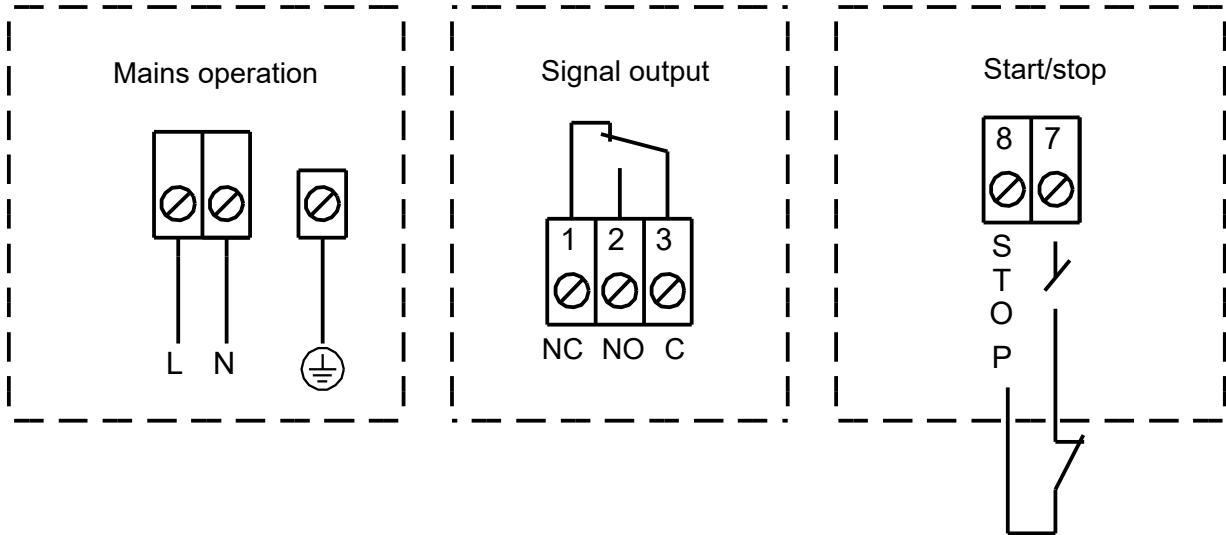 Mains operation
L N
Signal output
1 2 3
NC NO C
Start/stop
8 7
S
T
O
P